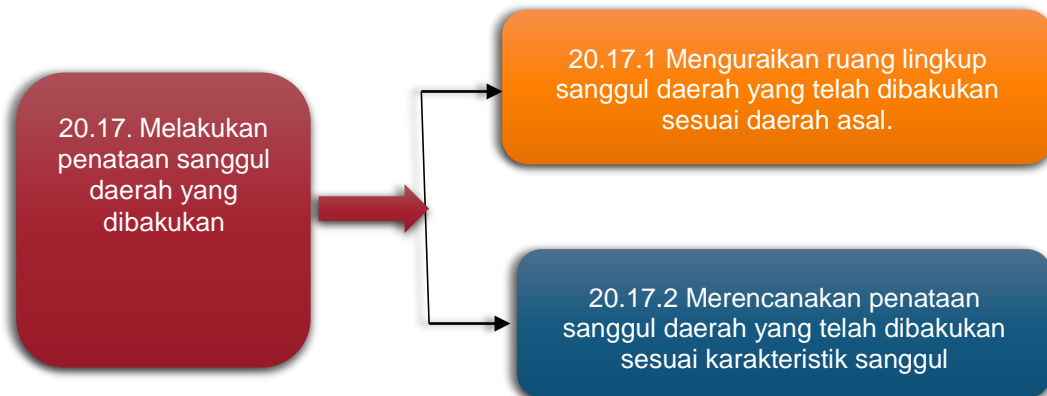 20.17. Melakukan
penataan sanggul
daerah yang
dibakukan
20.17.1 Menguraikan ruang lingkup
sanggul daerah yang telah dibakukan
sesuai daerah asal.
20.17.2 Merencanakan penataan
sanggul daerah yang telah dibakukan
sesuai karakteristik sanggul